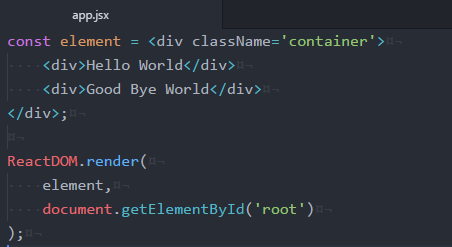 app.jsx
const element = <div className='container'>
    <div>Hello World</div>
    <div>Good Bye World</div>
</div>;

ReactDOM.render(
    element,
    document.getElementById('root')
);